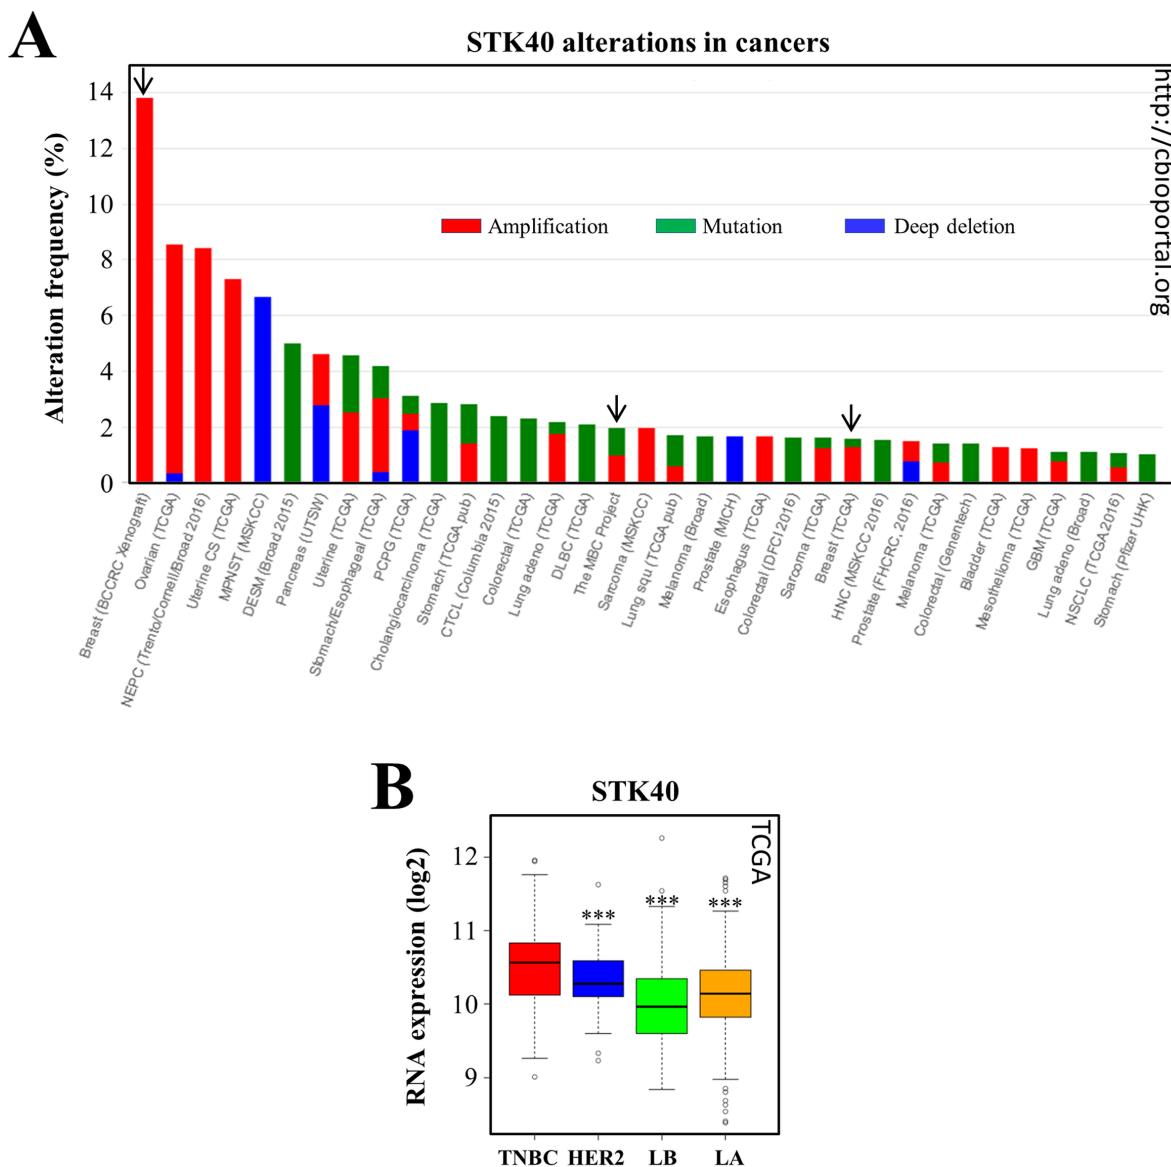 A
STK40 alterations in cancers
http://cbioportal.org
Alteration frequency (%)
14
12
10
8
6
4
2
0
Amplification
Mutation
Deep deletion
Breast (BCCRC Xenograft)
Ovarian (TCGA)
NEPC (Trento/Cornell/Broad 2016)
Uterine CS (TCGA)
MPNST (MSKCC)
DESM (Broad 2015)
Pancreas (UTSW)
Uterine (TCGA)
Stomach/Esophageal (TCGA)
PCPG (TCGA)
Cholangiocarcinoma (TCGA)
Stomach (TCGA pub)
CTCL (Columbia 2015)
Colorectal (TCGA)
Lung adeno (TCGA)
DLBC (TCGA)
The MBC Project
Sarcoma (MSKCC)
Lung squ (TCGA pub)
Melanoma (Broad)
Prostate (MICH)
Esophagus (TCGA)
Colorectal (DFCI 2016)
Sarcoma (TCGA)
Breast (TCGA)
HNC (MSKCC 2016)
Prostate (FHCRC, 2016)
Melanoma (TCGA)
Colorectal (Genentech)
Bladder (TCGA)
Mesothelioma (TCGA)
GBM (TCGA)
Lung adeno (Broad)
NSCLC (TCGA 2016)
Stomach (Pfizer UHK)
B
STK40
TCGA
RNA expression (log2)
12
11
10
9
***
***
***
TNBC HER2 LB LA